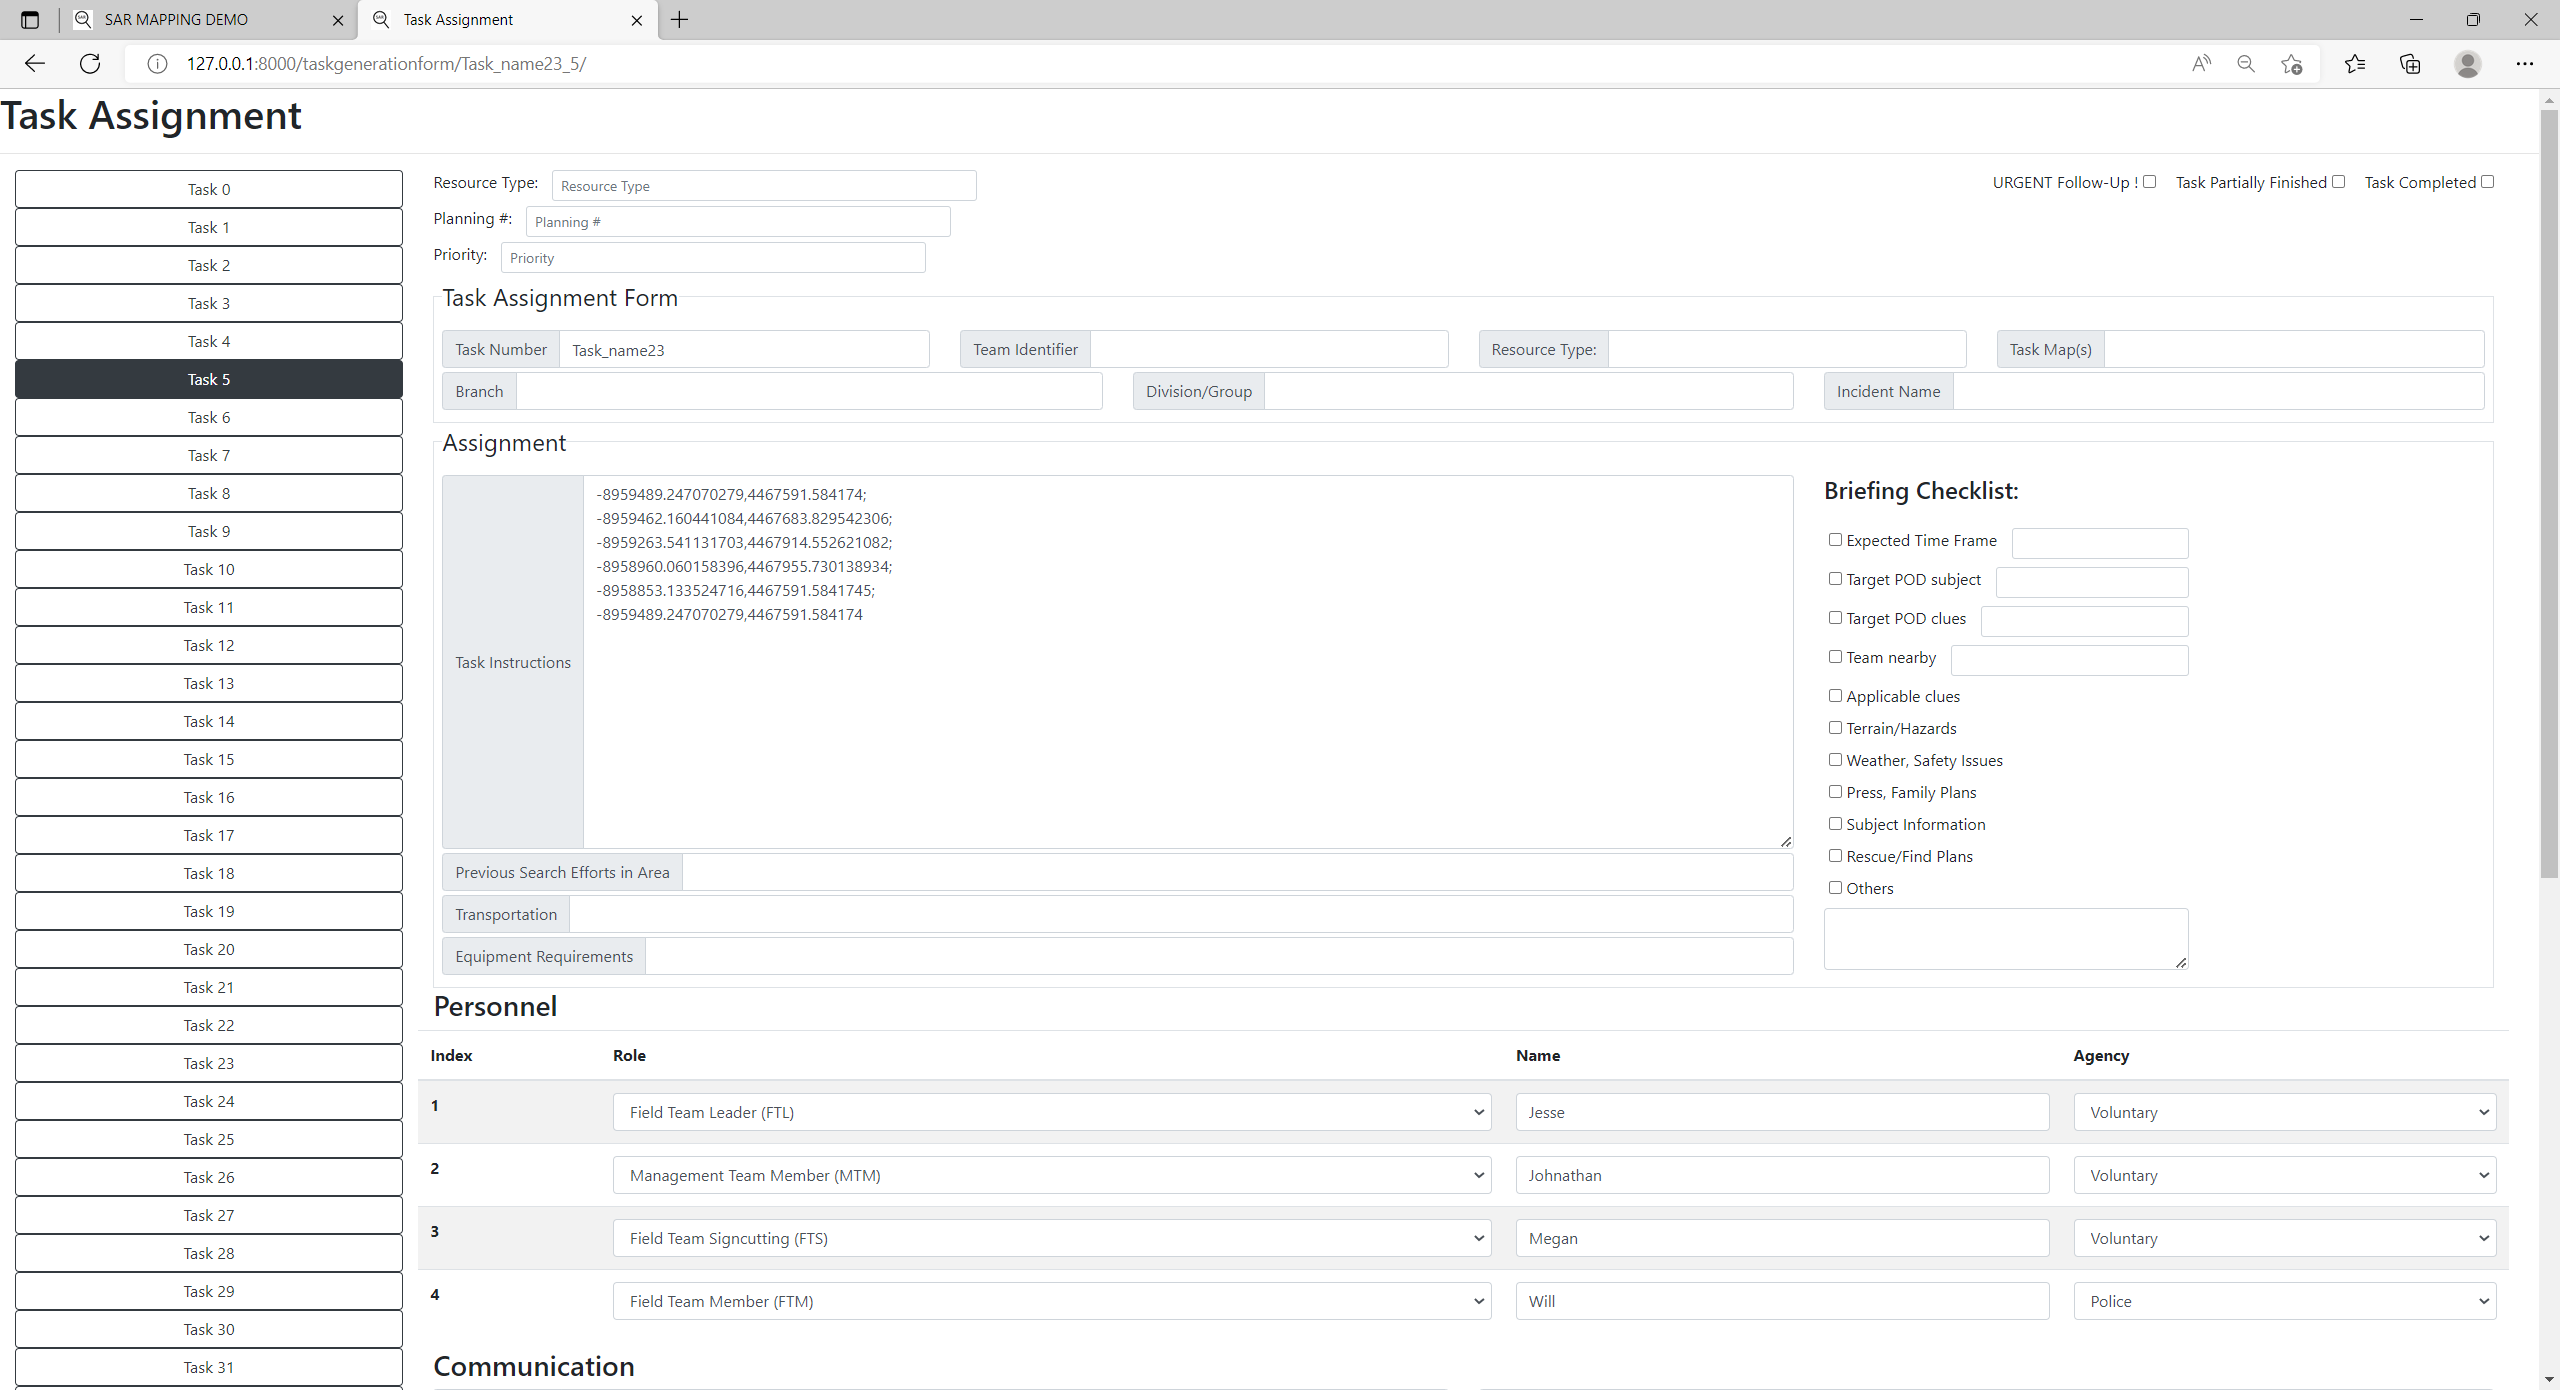 SAR MAPPING DEMO
Task Assignment
127.0.0.1:8000/taskgenerationform/Task_name23_5/
Task Assignment
Task 0
Task 1
Task 2
Task 3
Task 4
Task 5
Task 6
Task 7
Task 8
Task 9
Task 10
Task 11
Task 12
Task 13
Task 14
Task 15
Task 16
Task 17
Task 18
Task 19
Task 20
Task 21
Task 22
Task 23
Task 24
Task 25
Task 26
Task 27
Task 28
Task 29
Task 30
Task 31
Resource Type: Resource Type
Planning #: Planning #
Priority: Priority
URGENT Follow-Up ! Task Partially Finished Task Completed
Task Assignment Form
Task Number Task_name23 Team Identifier Resource Type: Task Map(s)
Branch Division/Group Incident Name
Assignment
Task Instructions
-8959489.247070279,4467591.584174;
-8959462.160441084,4467683.829542306;
-8959263.541131703,4467914.552621082;
-8958960.060158396,4467955.730138934;
-8958853.133524716,4467591.5841745;
-8959489.247070279,4467591.584174
Previous Search Efforts in Area
Transportation
Equipment Requirements
Briefing Checklist:
Expected Time Frame
Target POD subject
Target POD clues
Team nearby
Applicable clues
Terrain/Hazards
Weather, Safety Issues
Press, Family Plans
Subject Information
Rescue/Find Plans
Others
Personnel
Index Role Name Agency
1 Field Team Leader (FTL) Jesse Voluntary
2 Management Team Member (MTM) Johnathan Voluntary
3 Field Team Signcutting (FTS) Megan Voluntary
4 Field Team Member (FTM) Will Police
Communication